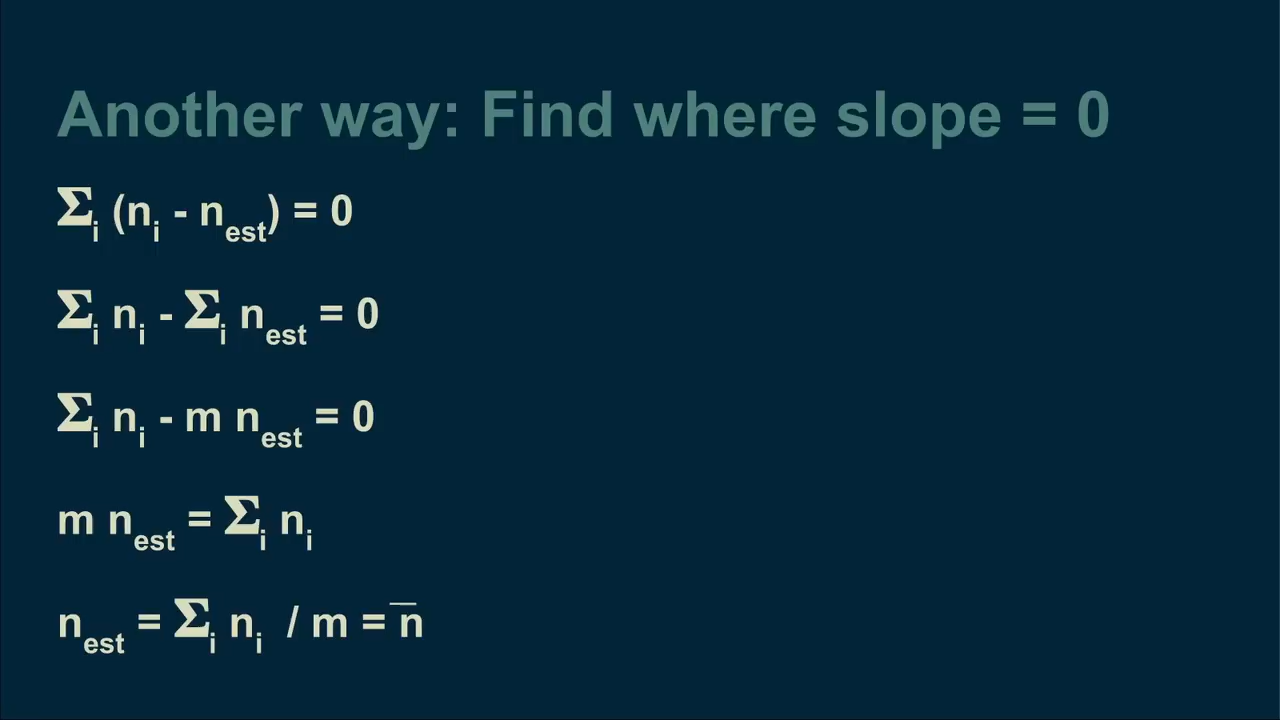 Another way: Find where slope = 0
Σi (ni - nest) = 0
Σi ni - Σi nest = 0
Σi ni - m nest = 0
m nest = Σi ni
nest = Σi ni / m = n̅